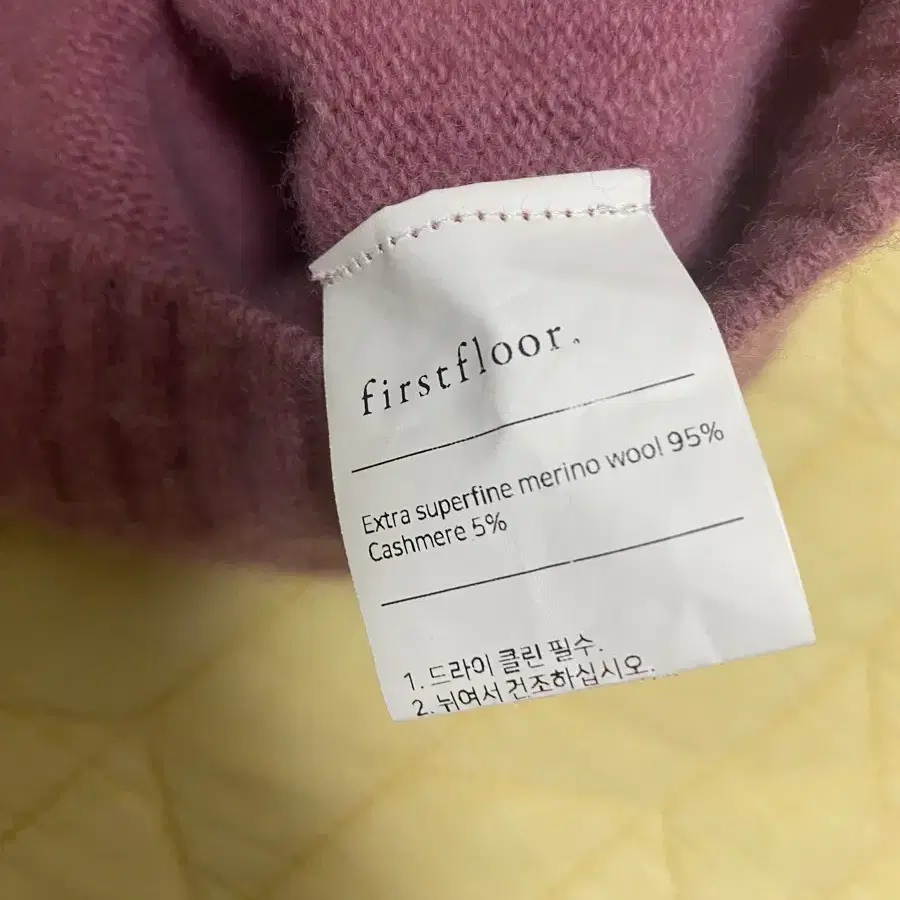 firstfloor.
Extra superfine merino wool 95%
Cashmere 5%
1. 드라이 클린 필수.
2. 뉘여서 건조하십시오.